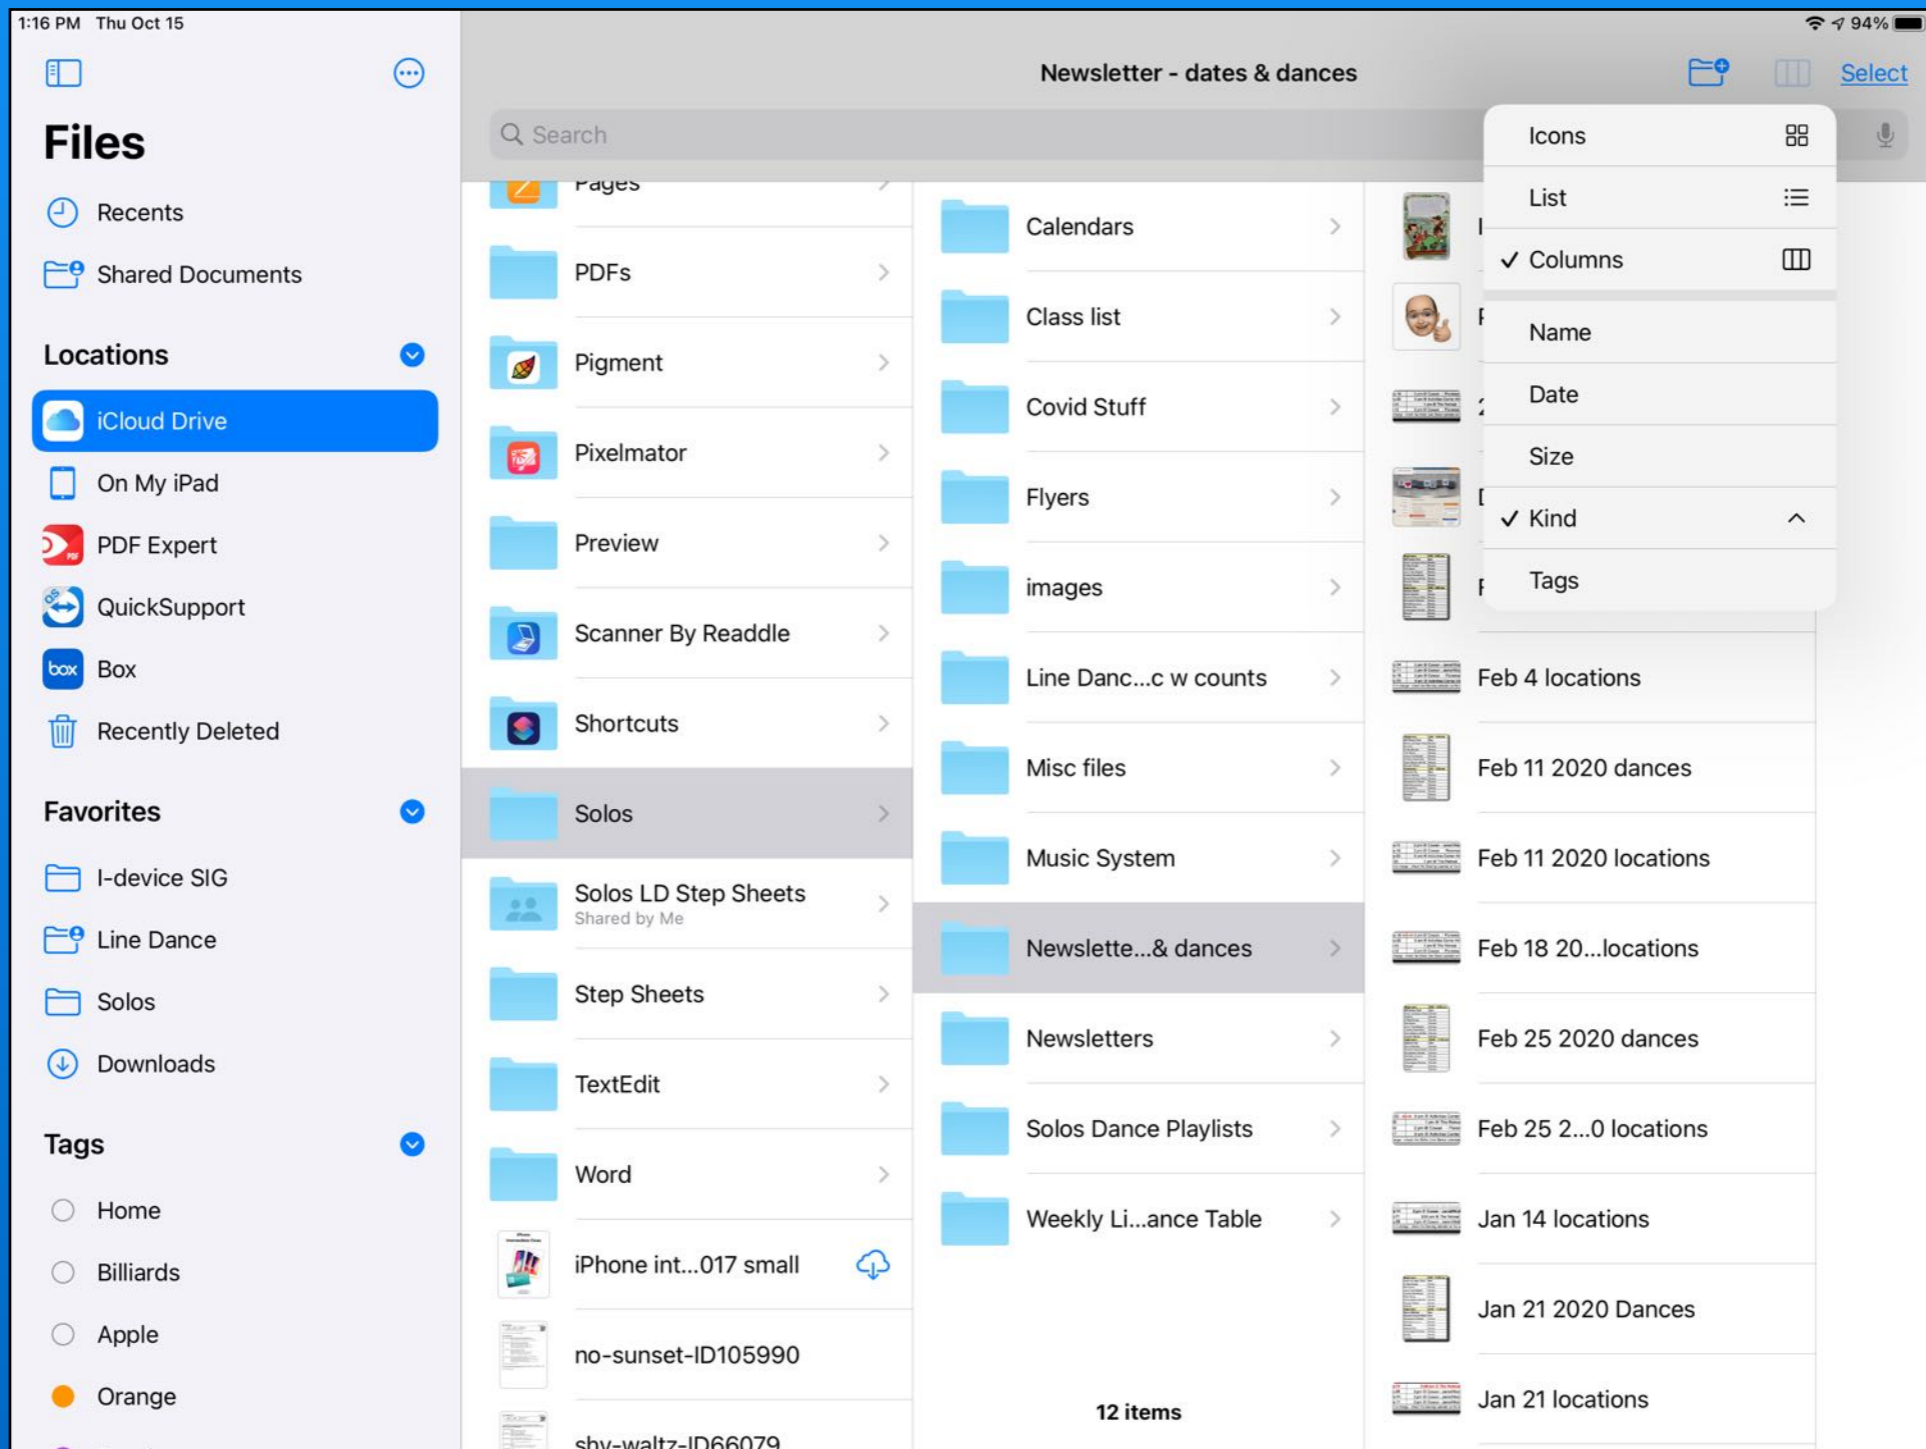 1:16 PM Thu Oct 15
94%
Newsletter - dates & dances
Select
Files
Search
Recents
Shared Documents
Locations
iCloud Drive
On My iPad
PDF Expert
QuickSupport
box
Box
Recently Deleted
Favorites
I-device SIG
Line Dance
Solos
Downloads
Tags
Home
Billiards
Apple
Orange
Pages
PDFs
Pigment
Pixelmator
Preview
Scanner By Readdle
Shortcuts
Solos
Solos LD Step Sheets
Shared by Me
Step Sheets
TextEdit
Word
iPhone int...017 small
no-sunset-ID105990
shy-waltz-ID66079
Calendars
Class list
Covid Stuff
Flyers
images
Line Danc...c w counts
Misc files
Music System
Newslette...& dances
Newsletters
Solos Dance Playlists
Weekly Li...ance Table
12 items
Icons
List
Columns
Name
Date
Size
Kind
Tags
Feb 4 locations
Feb 11 2020 dances
Feb 11 2020 locations
Feb 18 20...locations
Feb 25 2020 dances
Feb 25 2...0 locations
Jan 14 locations
Jan 21 2020 Dances
Jan 21 locations